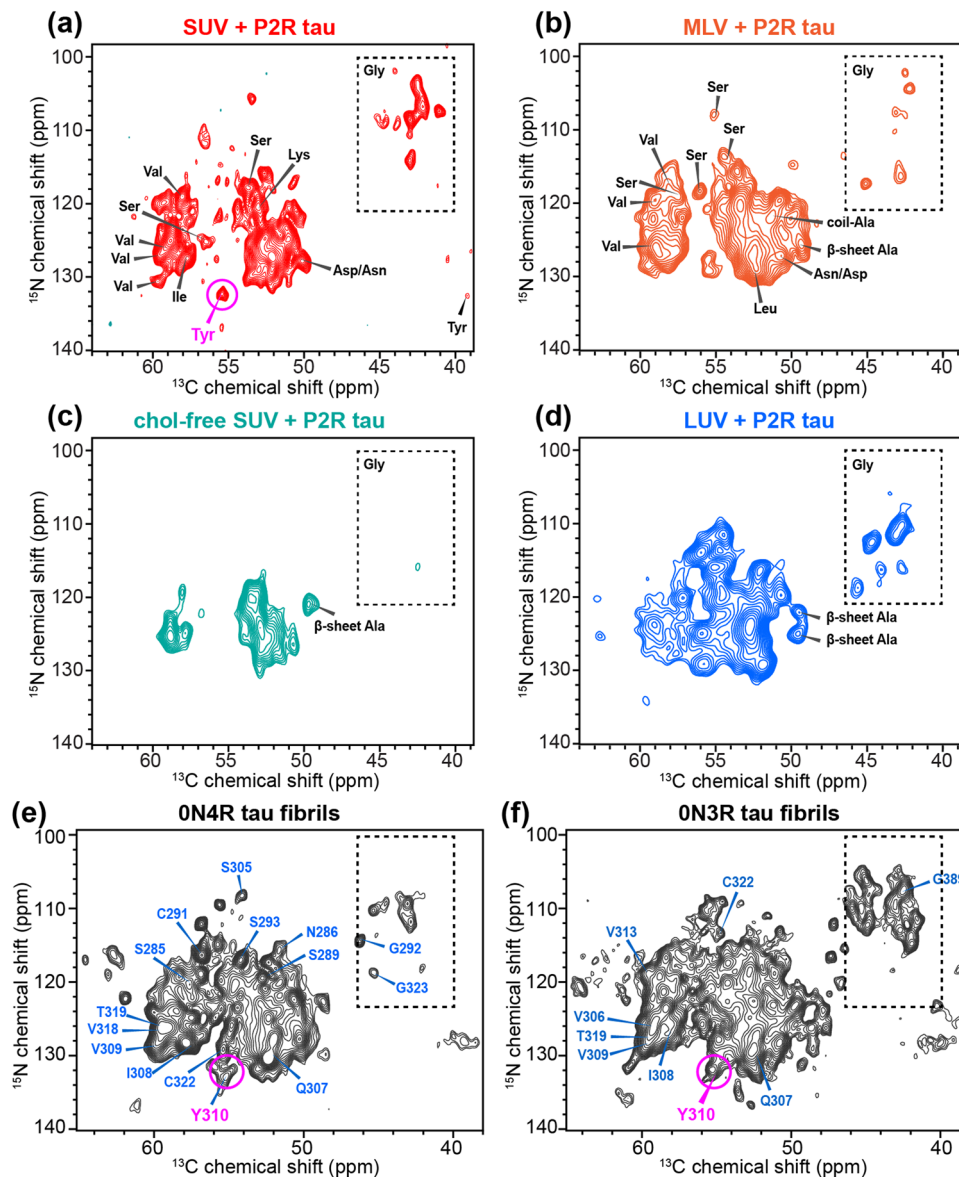 (a) SUV + P2R tau
Gly
Ser
Lys
Val
Ser
Val
Val
Val
Ile
Asp/Asn
Tyr
Tyr
100
110
120
130
140
60 50 40
¹⁵N chemical shift (ppm)
¹³C chemical shift (ppm)
(b) MLV + P2R tau
Gly
Ser
Ser
Val
Ser
Ser
Val
coil-Ala
Val
β-sheet Ala
Asn/Asp
Leu
100
110
120
130
140
60 50 40
¹⁵N chemical shift (ppm)
¹³C chemical shift (ppm)
(c) chol-free SUV + P2R tau
Gly
β-sheet Ala
100
110
120
130
140
60 50 40
¹⁵N chemical shift (ppm)
¹³C chemical shift (ppm)
(d) LUV + P2R tau
Gly
β-sheet Ala
β-sheet Ala
100
110
120
130
140
60 50 40
¹⁵N chemical shift (ppm)
¹³C chemical shift (ppm)
(e) 0N4R tau fibrils
S305
C291
S293
N286
S285
S289
G292
G323
T319
V318
V309
I308
C322
Q307
Y310
100
110
120
130
140
60 50 40
¹⁵N chemical shift (ppm)
¹³C chemical shift (ppm)
(f) 0N3R tau fibrils
C322
G389
V313
V306
T319
V309
I308
Q307
Y310
100
110
120
130
140
60 50 40
¹⁵N chemical shift (ppm)
¹³C chemical shift (ppm)